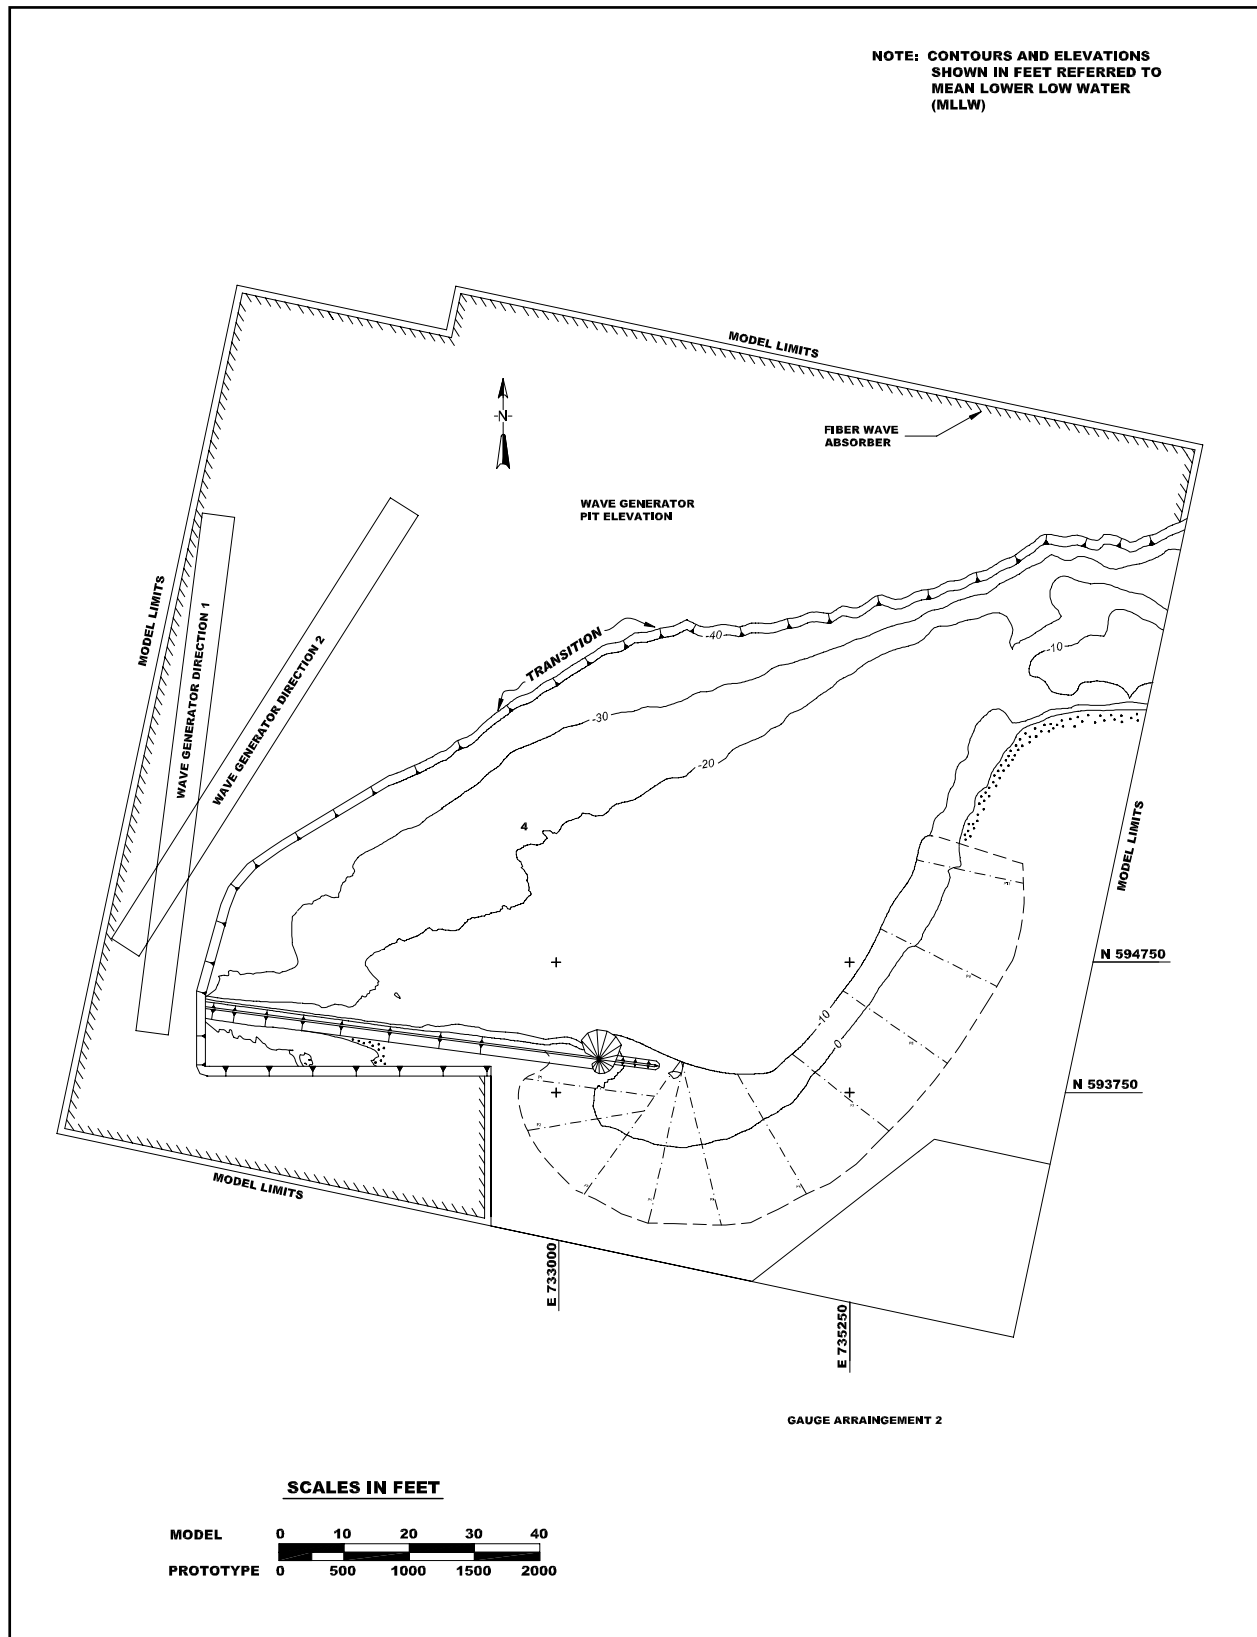 NOTE: CONTOURS AND ELEVATIONS
SHOWN IN FEET REFERRED TO
MEAN LOWER LOW WATER
(MLLW)
MODEL LIMITS
FIBER WAVE
ABSORBER
-N-
WAVE GENERATOR
PIT ELEVATION
MODEL LIMITS
WAVE GENERATOR DIRECTION 1
WAVE GENERATOR DIRECTION 2
TRANSITION
-40
-10
-30
-20
4
MODEL LIMITS
0
N 594750
-10
0
N 593750
MODEL LIMITS
E 733000
E 735250
GAUGE ARRAINGEMENT 2
SCALES IN FEET
MODEL 0 10 20 30 40
PROTOTYPE 0 500 1000 1500 2000